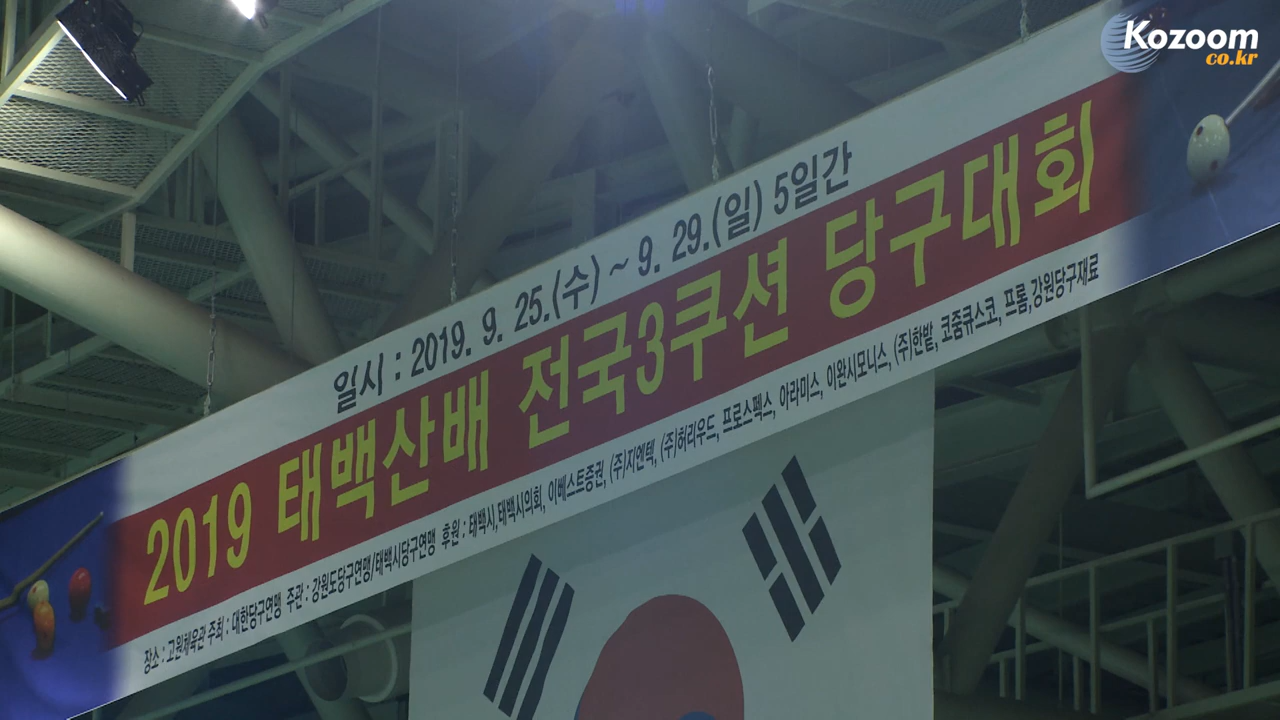 Kozoom
co.kr
일시 : 2019. 9. 25.(수) ~ 9. 29.(일) 5일간
2019 태백산배 전국3쿠션 당구대회
장소 : 고원체육관 주최 : 대한당구연맹 주관 : 강원도당구연맹/태백시당구연맹 후원 : 태백시,태백시의회, 이베스트증권, (주)지엔텍, (주)허리우드, 프로스펙스, 아라미스, 이완시모니스, (주)한밭, 코줌큐스코, 프롬,강원당구재료